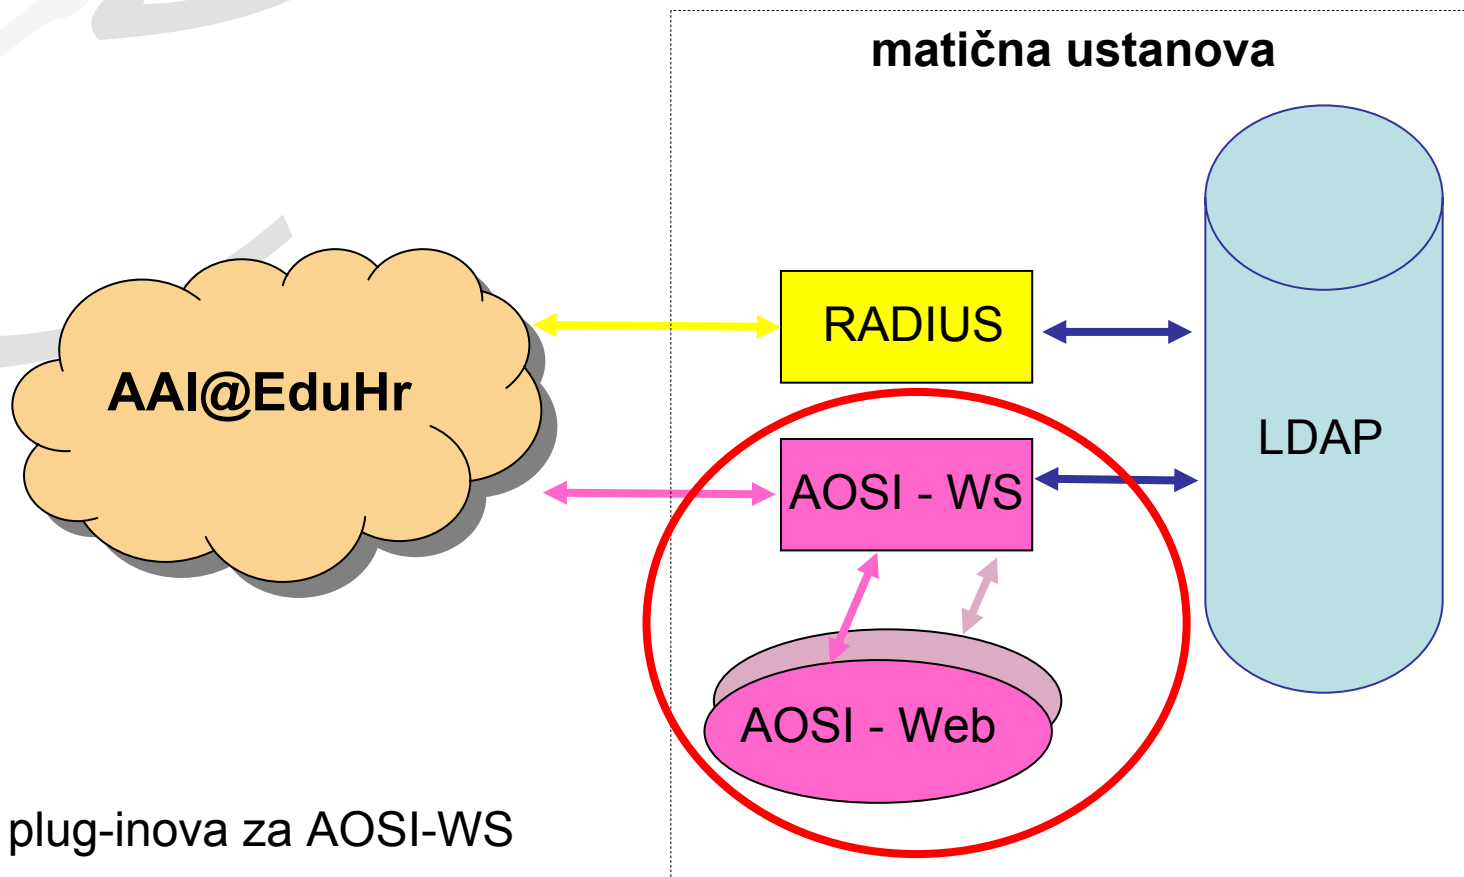 matična ustanova
RADIUS
AAI@EduHr
LDAP
AOSI - WS
AOSI - Web
plug-inova za AOSI-WS